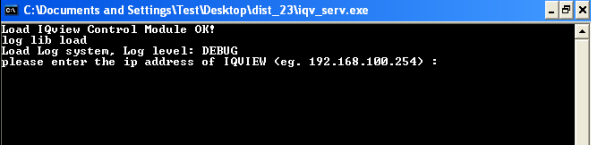 C:\Documents and Settings\Test\Desktop\dist_23\iqv_serv.exe
Load IQview Control Module OK!
log lib load
Load Log system, Log level: DEBUG
please enter the ip address of IQVIEW (eg. 192.168.100.254) :